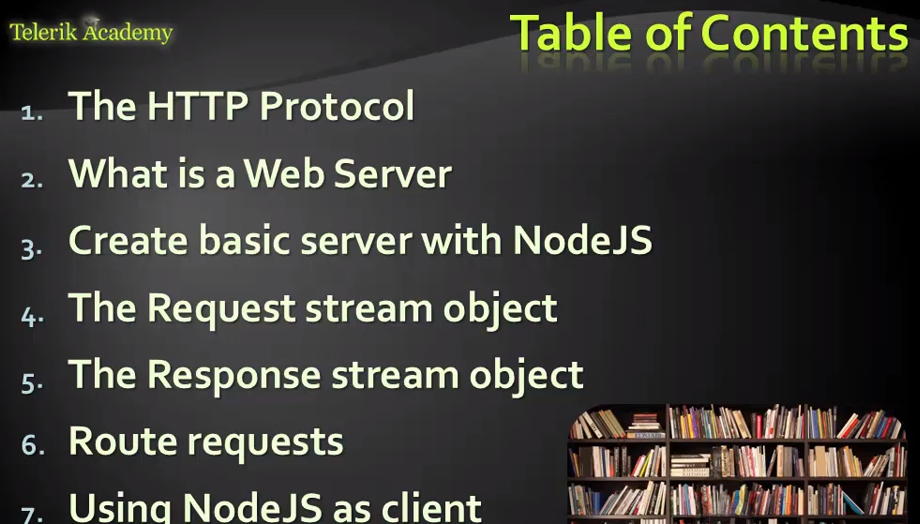 Telerik Academy
Table of Contents
1. The HTTP Protocol
2. What is a Web Server
3. Create basic server with NodeJS
4. The Request stream object
5. The Response stream object
6. Route requests
7. Using NodeJS as client